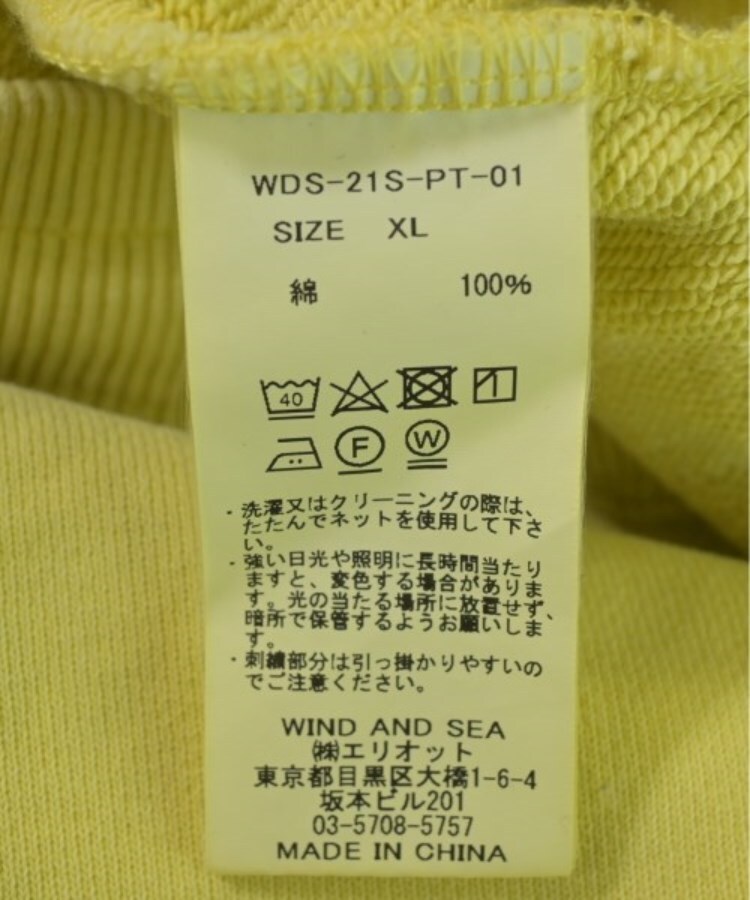 WDS-21S-PT-01
SIZE XL
綿 100%
40
F W
・洗濯又はクリーニングの際は、
たたんでネットを使用して下さ
い。
・強い日光や照明に長時間当たり
ますと、変色する場合がありま
す。光の当たる場所に放置せず、
暗所で保管するようお願いしま
す。
・刺繍部分は引っ掛かりやすいの
でご注意ください。
WIND AND SEA
㈱エリオット
東京都目黒区大橋1-6-4
坂本ビル201
03-5708-5757
MADE IN CHINA